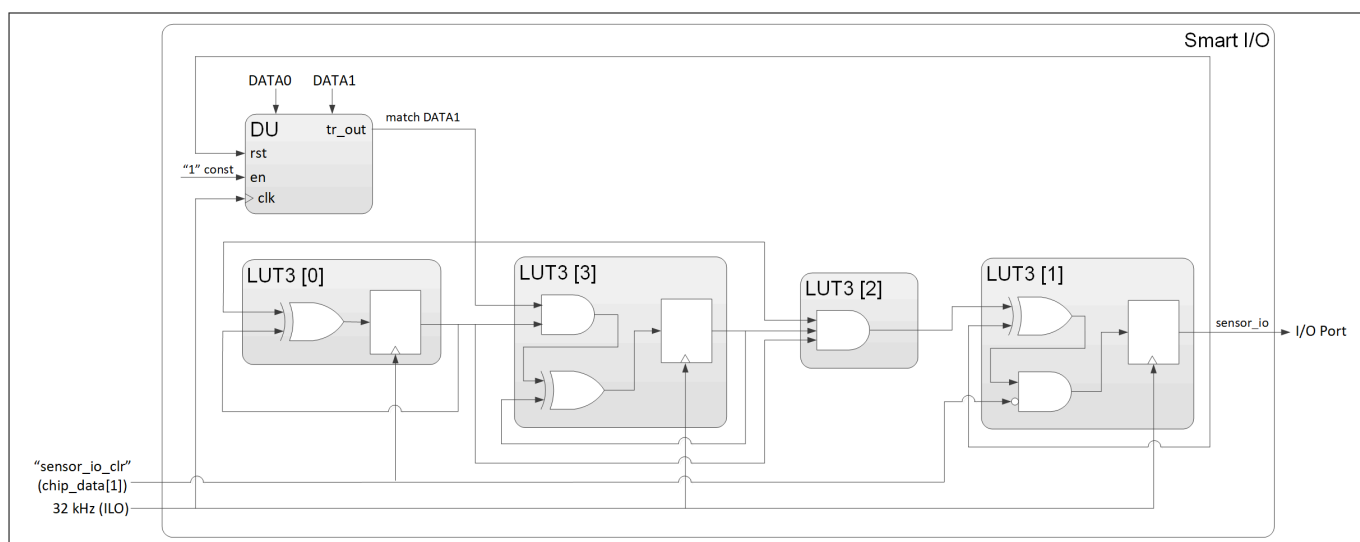 Smart I/O
DATA0 DATA1
DU
tr_out
match DATA1
rst
"1" const
en
clk
LUT3 [0]
LUT3 [3]
LUT3 [2]
LUT3 [1]
sensor_io
I/O Port
“sensor_io_clr”
(chip_data[1])
32 kHz (ILO)